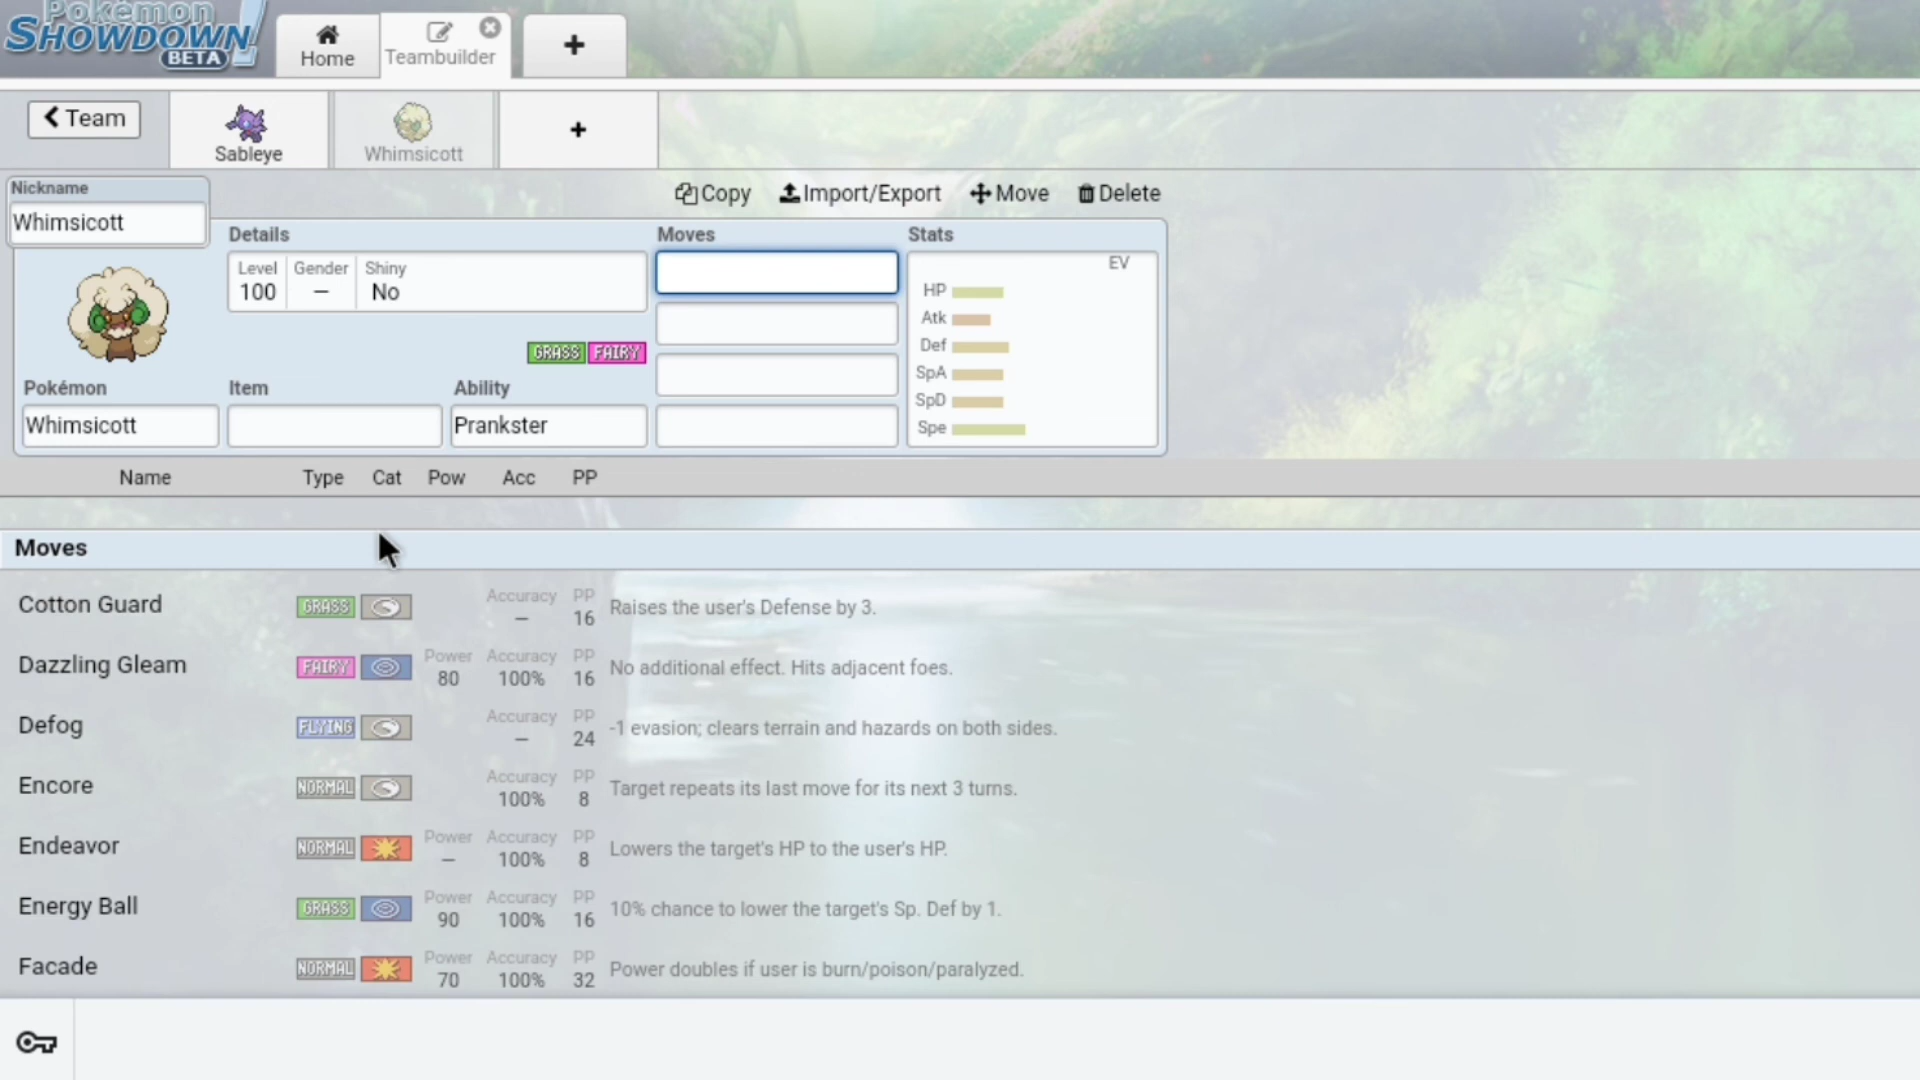 Pokémon
SHOWDOWN!
BETA
Home
Teambuilder
+
Team
Sableye
Whimsicott
+
Nickname
Whimsicott
Copy
Import/Export
Move
Delete
Details
Moves
Stats
Level
Gender
Shiny
100
—
No
EV
HP
Atk
Def
SpA
SpD
Spe
GRASS FAIRY
Pokémon
Item
Ability
Whimsicott
Prankster
Name Type Cat Pow Acc PP
Moves
Cotton Guard GRASS Accuracy — PP 16 Raises the user's Defense by 3.
Dazzling Gleam FAIRY Power 80 Accuracy 100% PP 16 No additional effect. Hits adjacent foes.
Defog FLYING Accuracy — PP 24 -1 evasion; clears terrain and hazards on both sides.
Encore NORMAL Accuracy 100% PP 8 Target repeats its last move for its next 3 turns.
Endeavor NORMAL Power — Accuracy 100% PP 8 Lowers the target's HP to the user's HP.
Energy Ball GRASS Power 90 Accuracy 100% PP 16 10% chance to lower the target's Sp. Def by 1.
Facade NORMAL Power 70 Accuracy 100% PP 32 Power doubles if user is burn/poison/paralyzed.